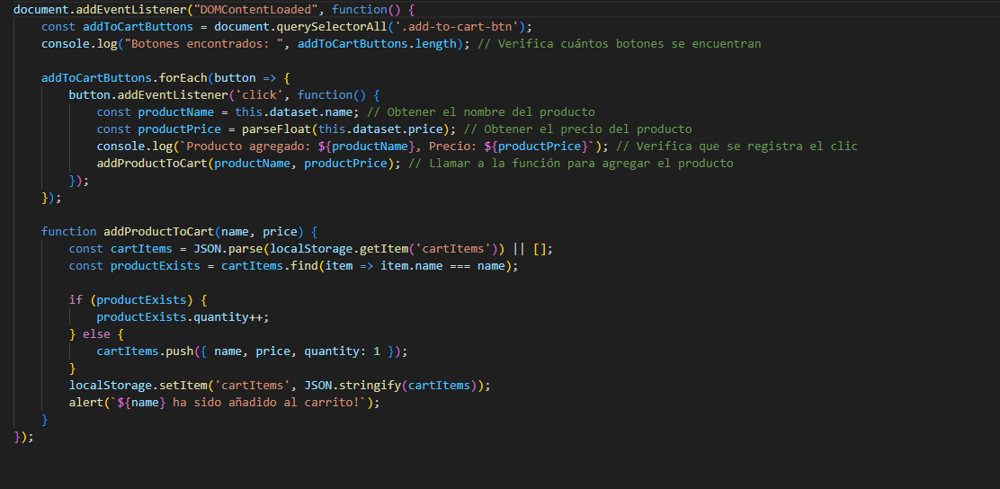 document.addEventListener("DOMContentLoaded", function() {
    const addToCartButtons = document.querySelectorAll('.add-to-cart-btn');
    console.log("Botones encontrados: ", addToCartButtons.length); // Verifica cuántos botones se encuentran

    addToCartButtons.forEach(button => {
        button.addEventListener('click', function() {
            const productName = this.dataset.name; // Obtener el nombre del producto
            const productPrice = parseFloat(this.dataset.price); // Obtener el precio del producto
            console.log(`Producto agregado: ${productName}, Precio: ${productPrice}`); // Verifica que se registra el clic
            addProductToCart(productName, productPrice); // Llamar a la función para agregar el producto
        });
    });

    function addProductToCart(name, price) {
        const cartItems = JSON.parse(localStorage.getItem('cartItems')) || [];
        const productExists = cartItems.find(item => item.name === name);

        if (productExists) {
            productExists.quantity++;
        } else {
            cartItems.push({ name, price, quantity: 1 });
        }
        localStorage.setItem('cartItems', JSON.stringify(cartItems));
        alert(`${name} ha sido añadido al carrito!`);
    }
});